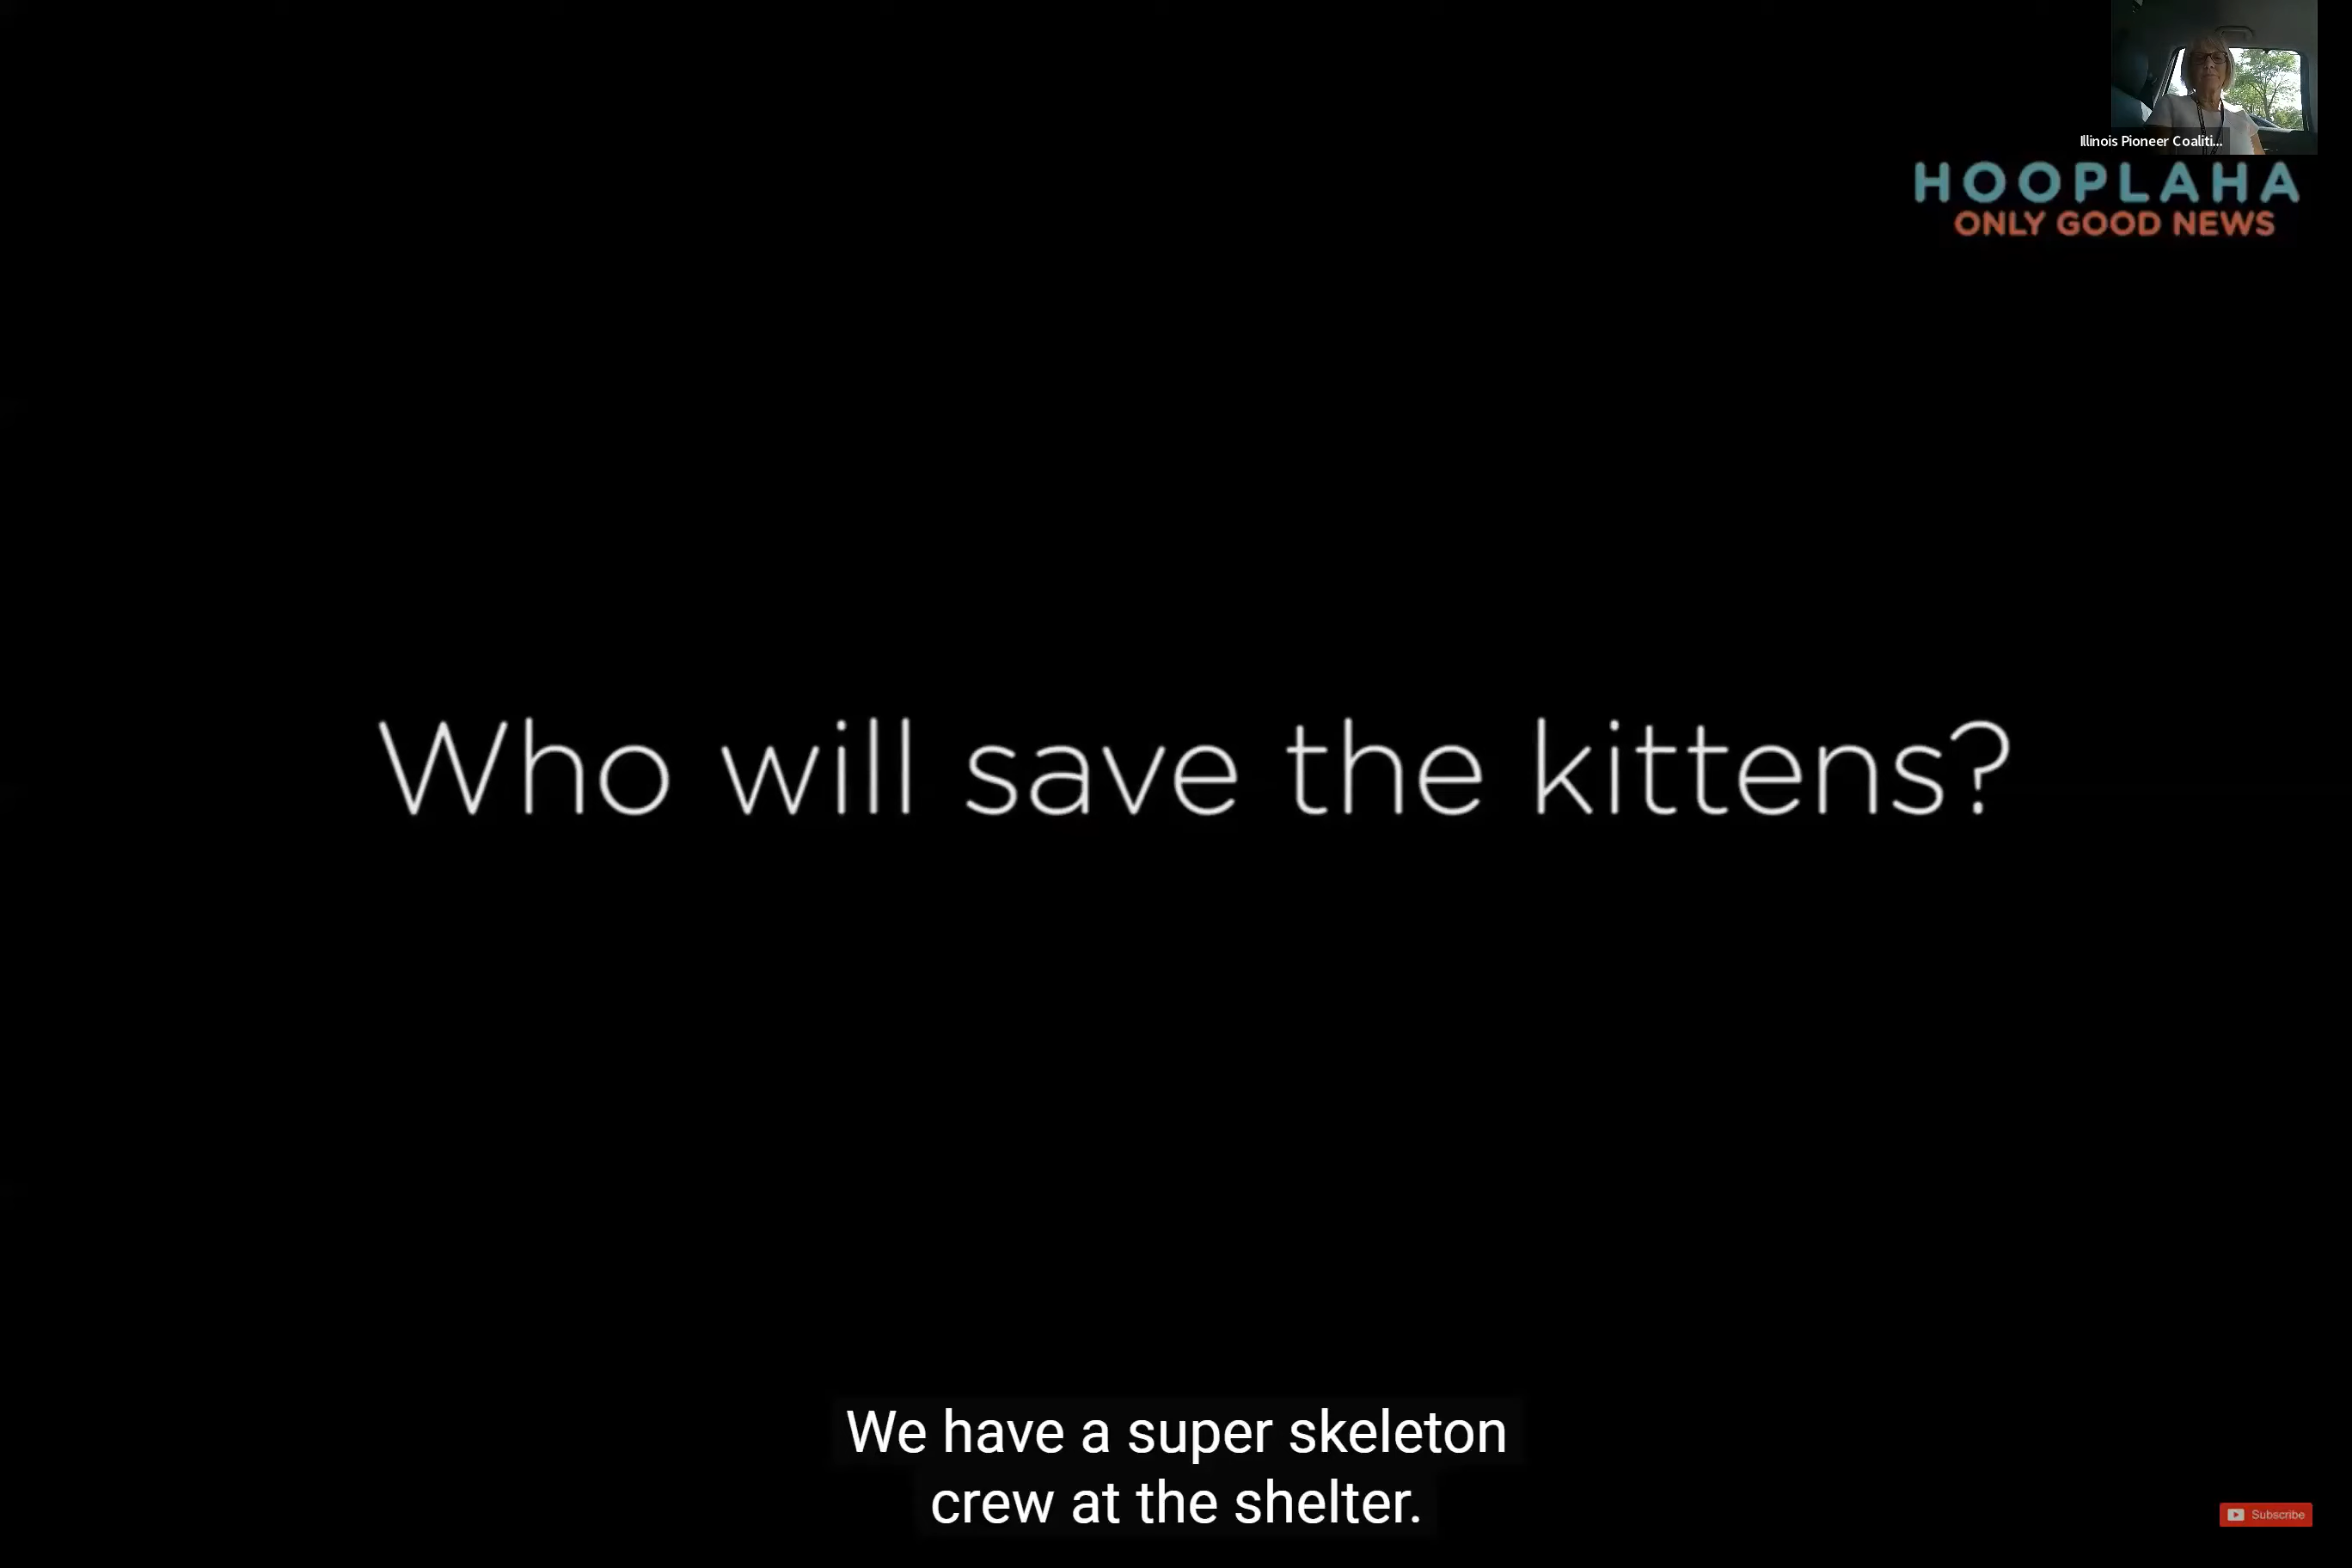 Illinois Pioneer Coaliti...
HOOPLAHA
ONLY GOOD NEWS
Who will save the kittens?
We have a super skeleton
crew at the shelter.
Subscribe